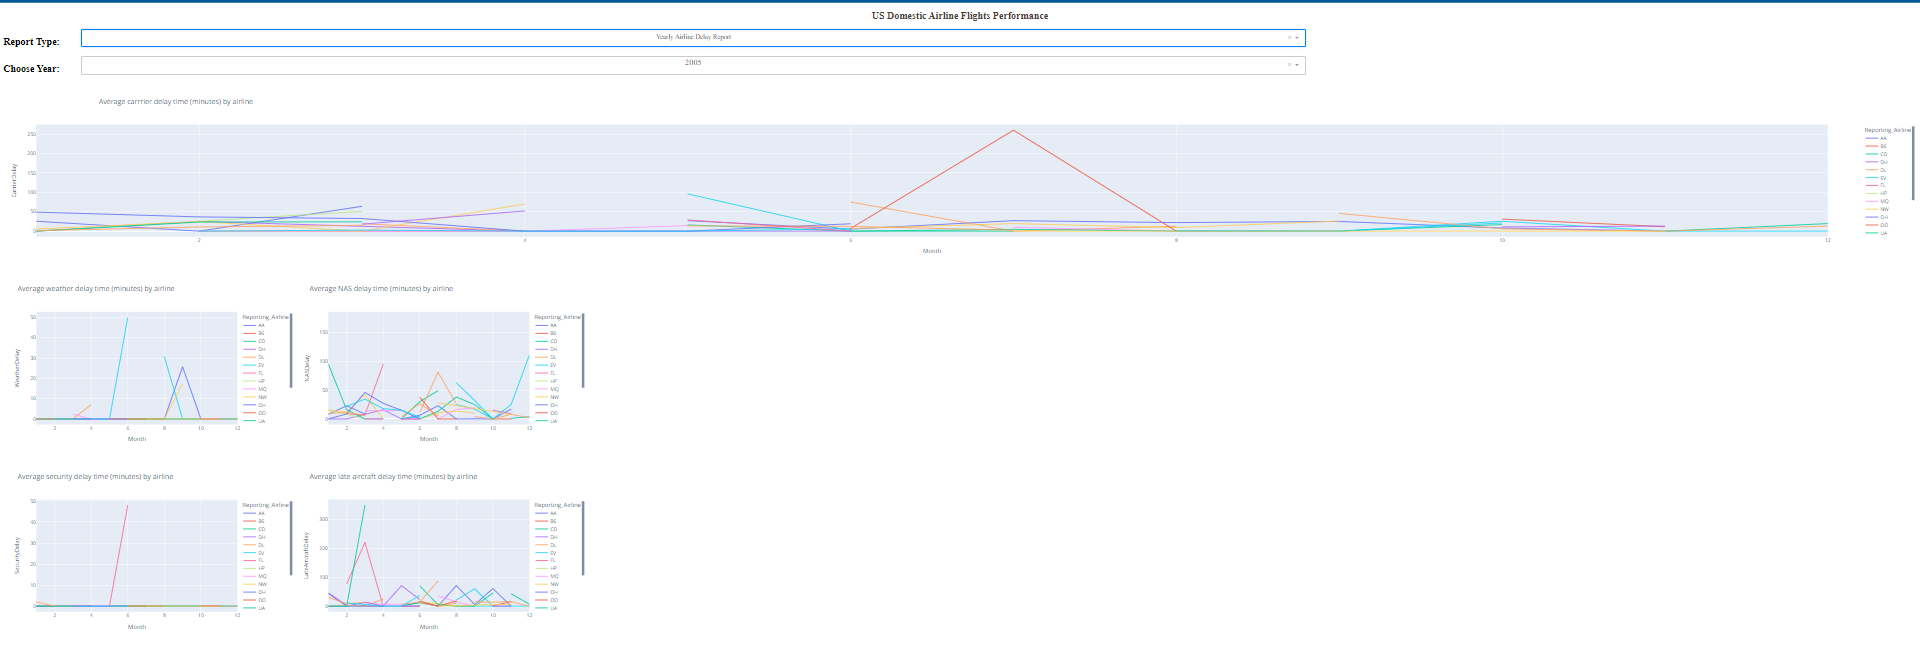 US Domestic Airline Flights Performance
Report Type:
Yearly Airline Delay Report
× 
Choose Year:
2005
× 
Average carrrier delay time (minutes) by airline
CarrierDelay
250
200
150
100
50
0
2
4
6
8
10
12
Month
Reporting_Airline
AA
B6
CO
DH
DL
EV
FL
HP
MQ
NW
OH
OO
UA
Average weather delay time (minutes) by airline
WeatherDelay
50
40
30
20
10
0
2
4
6
8
10
12
Month
Reporting_Airline
AA
B6
CO
DH
DL
EV
FL
HP
MQ
NW
OH
OO
UA
Average NAS delay time (minutes) by airline
NASDelay
150
100
50
0
2
4
6
8
10
12
Month
Reporting_Airline
AA
B6
CO
DH
DL
EV
FL
HP
MQ
NW
OH
OO
UA
Average security delay time (minutes) by airline
SecurityDelay
50
40
30
20
10
0
2
4
6
8
10
12
Month
Reporting_Airline
AA
B6
CO
DH
DL
EV
FL
HP
MQ
NW
OH
OO
UA
Average late aircraft delay time (minutes) by airline
LateAircraftDelay
300
200
100
0
2
4
6
8
10
12
Month
Reporting_Airline
AA
B6
CO
DH
DL
EV
FL
HP
MQ
NW
OH
OO
UA